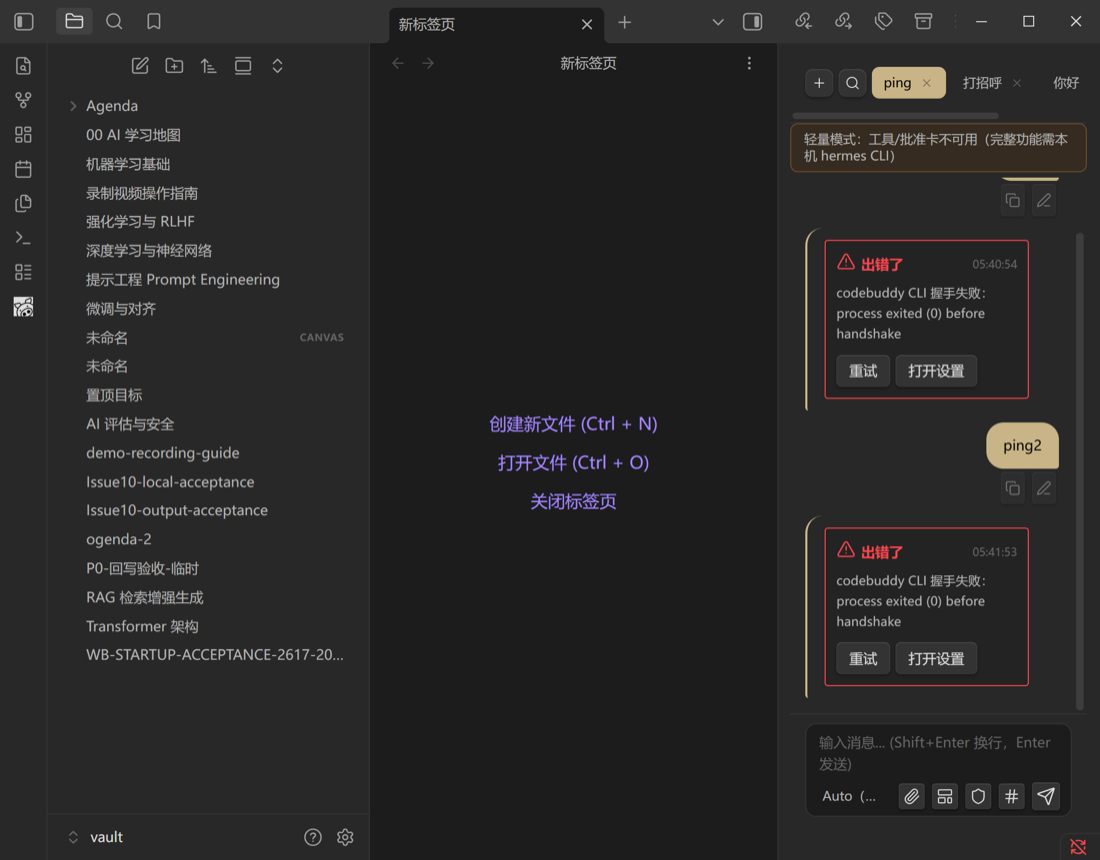 新标签页
新标签页
Agenda
00 AI 学习地图
机器学习基础
录制视频操作指南
强化学习与 RLHF
深度学习与神经网络
提示工程 Prompt Engineering
微调与对齐
未命名 CANVAS
未命名
置顶目标
AI 评估与安全
demo-recording-guide
Issue10-local-acceptance
Issue10-output-acceptance
ogenda-2
P0-回写验收-临时
RAG 检索增强生成
Transformer 架构
WB-STARTUP-ACCEPTANCE-2617-20...
vault
创建新文件 (Ctrl + N)
打开文件 (Ctrl + O)
关闭标签页
ping 打招呼 你好
轻量模式：工具/批准卡不可用（完整功能需本
机 hermes CLI）
出错了 05:40:54
codebuddy CLI 握手失败：
process exited (0) before
handshake
重试 打开设置
ping2
出错了 05:41:53
codebuddy CLI 握手失败：
process exited (0) before
handshake
重试 打开设置
输入消息... (Shift+Enter 换行，Enter
发送)
Auto（...